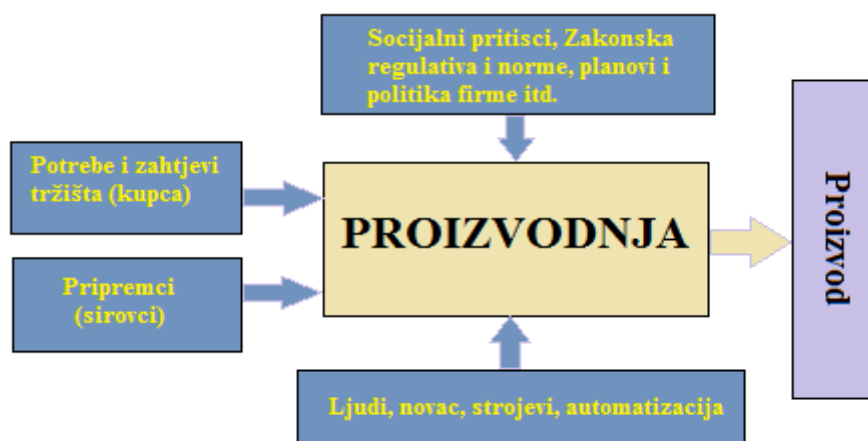 Socijalni pritisci, Zakonska
regulativa i norme, planovi i
politika firme itd.
Potrebe i zahtjevi
tržišta (kupca)
PROIZVODNJA
Proizvod
Pripremci
(sirovci)
Ljudi, novac, strojevi, automatizacija